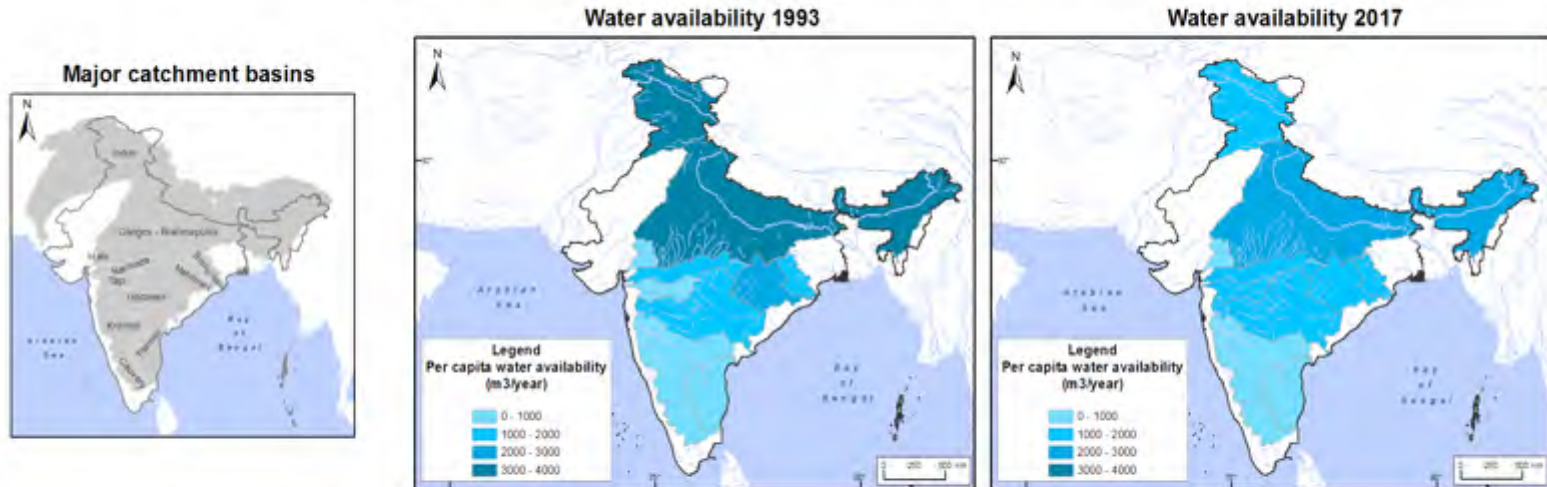 Major catchment basins
N
Indus
Ganges - Brahmaputra
Narmada
Tapi
Mahanadi
Godavari
Krishna
Pennar
Cauvery
Arabian
Sea
Bay
of
Bengal
Water availability 1993
N
Arabian
Sea
Bay
of
Bengal
Legend
Per capita water availability
(m3/year)
0 - 1000
1000 - 2000
2000 - 3000
3000 - 4000
Water availability 2017
N
Arabian
Sea
Bay
of
Bengal
Legend
Per capita water availability
(m3/year)
0 - 1000
1000 - 2000
2000 - 3000
3000 - 4000